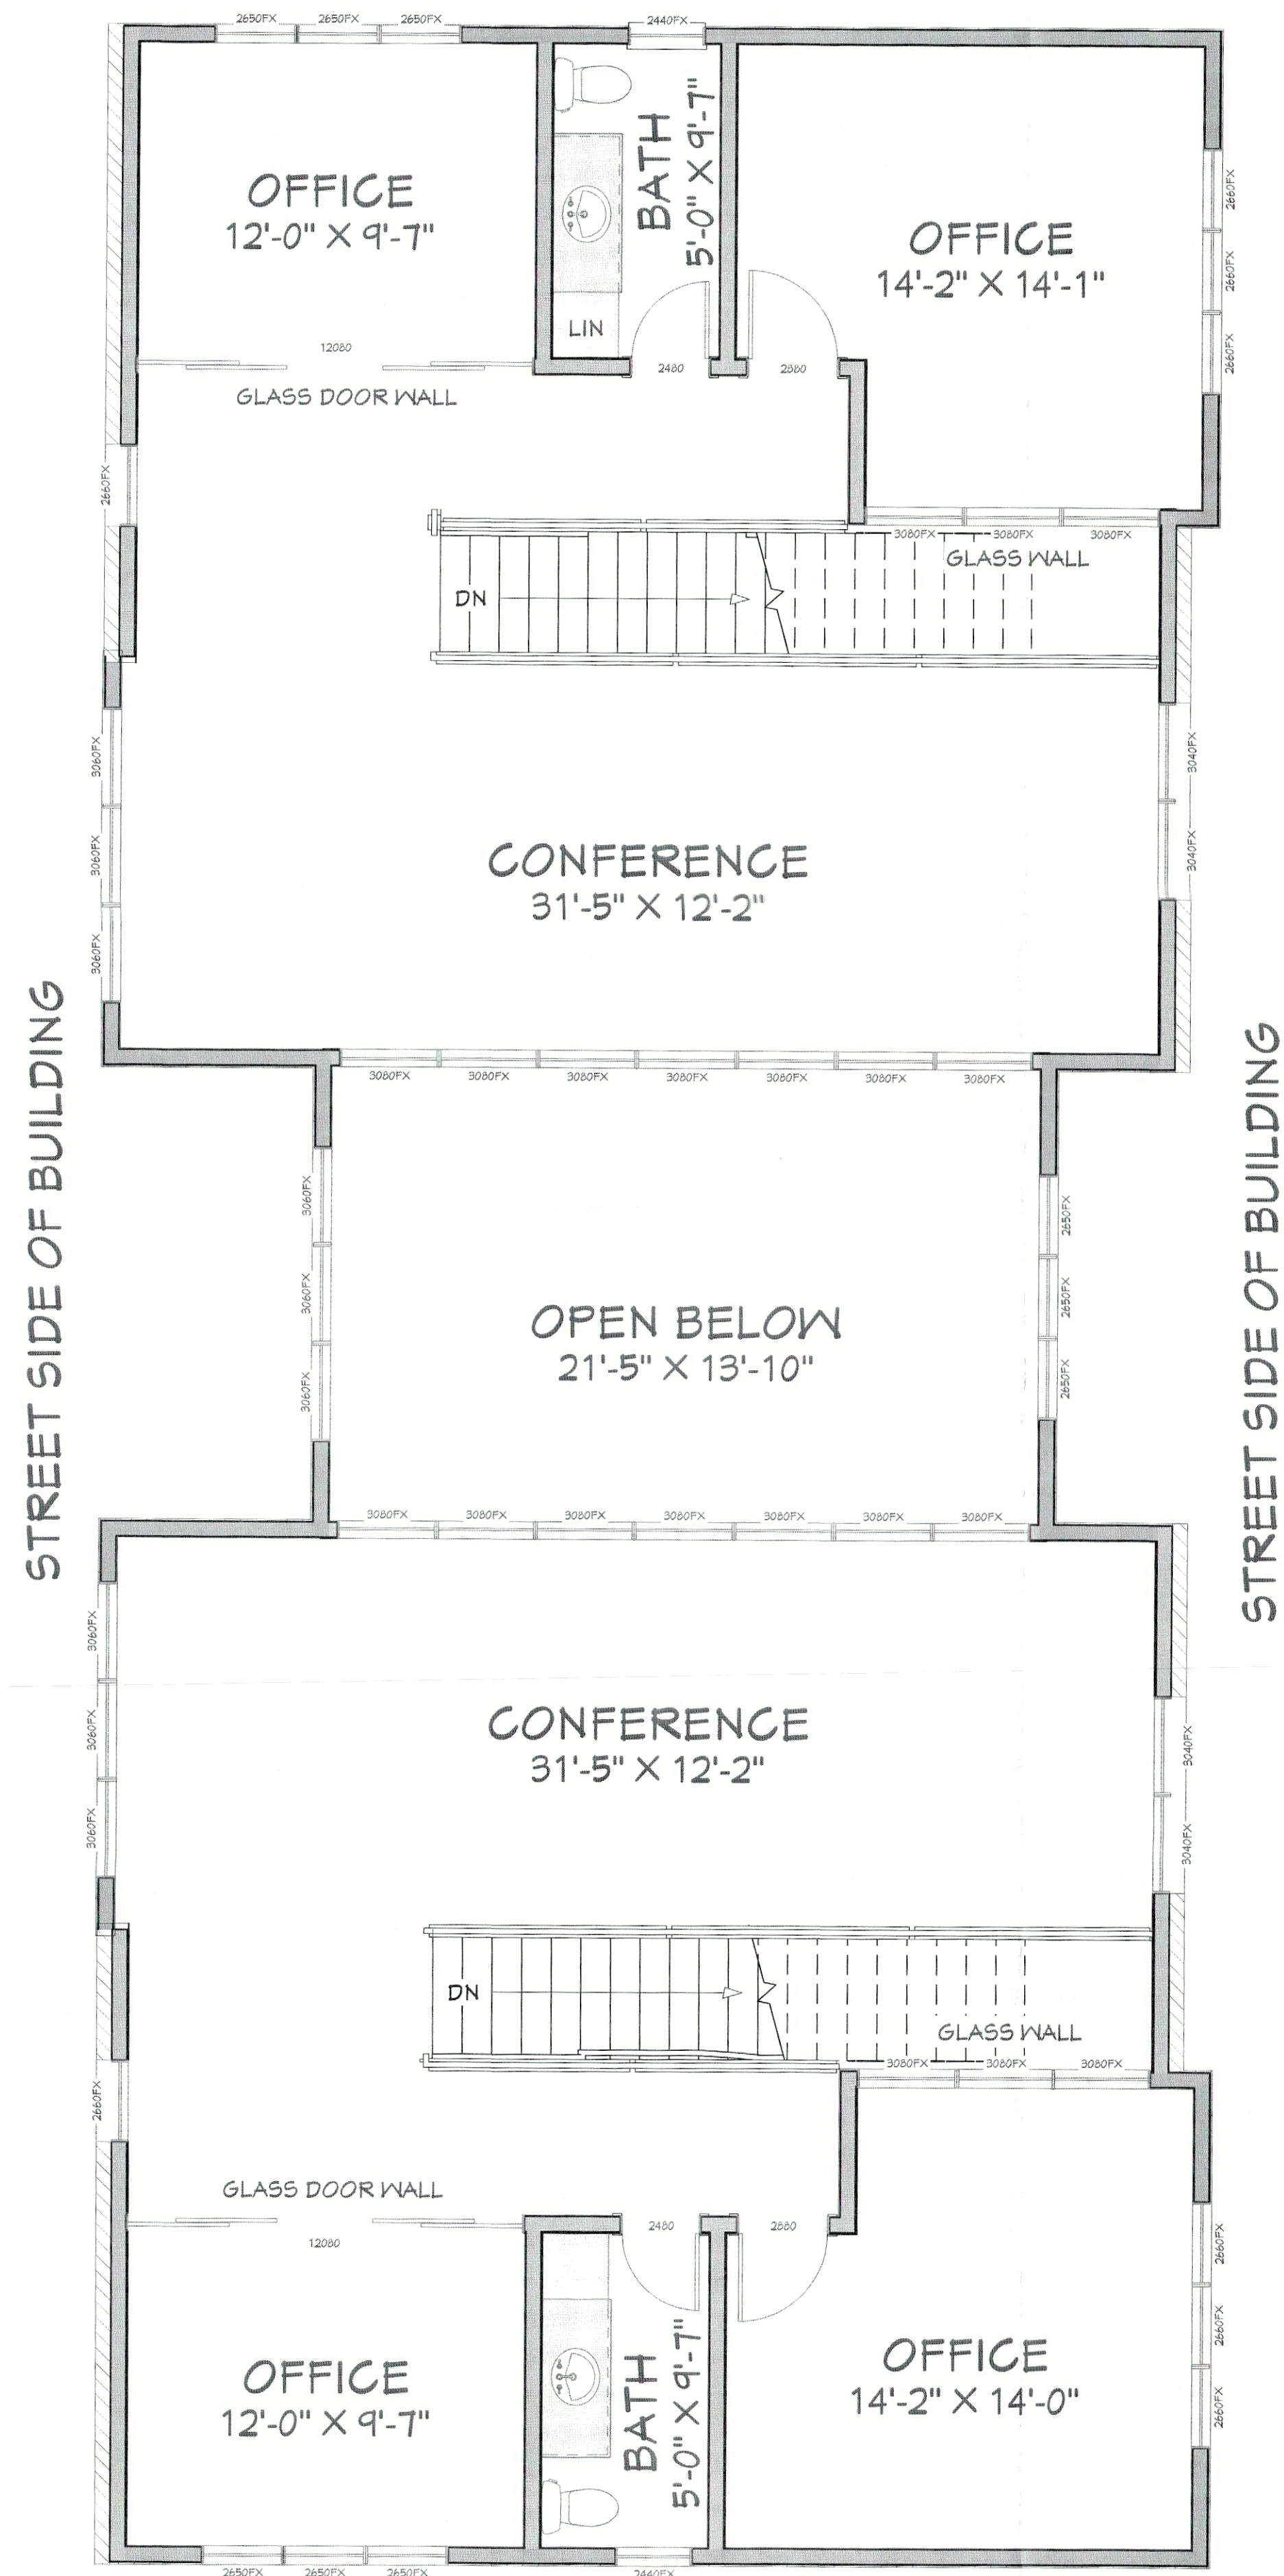 2650FX 2650FX 2650FX
2440FX
OFFICE
12'-0" X 9'-7"
BATH
5'-0" X 9'-7"
OFFICE
14'-2" X 14'-1"
2660FX
2660FX
2660FX
LIN
12080
GLASS DOOR WALL
2480
2880
2660FX
3080FX 3080FX 3080FX
GLASS WALL
DN
3060FX
3060FX
3060FX
3040FX
3040FX
CONFERENCE
31'-5" X 12'-2"
3080FX 3080FX 3080FX 3080FX 3080FX 3080FX 3080FX
STREET SIDE OF BUILDING
STREET SIDE OF BUILDING
3060FX
3060FX
3060FX
2650FX
2650FX
2650FX
OPEN BELOW
21'-5" X 13'-10"
3080FX 3080FX 3080FX 3080FX 3080FX 3080FX 3080FX
3060FX
3060FX
3060FX
CONFERENCE
31'-5" X 12'-2"
3040FX
3040FX
DN
GLASS WALL
3080FX 3080FX 3080FX
2660FX
GLASS DOOR WALL
12080
2480
2880
2660FX
2660FX
2660FX
OFFICE
12'-0" X 9'-7"
BATH
5'-0" X 9'-7"
OFFICE
14'-2" X 14'-0"
2650FX 2650FX 2650FX
2440FX